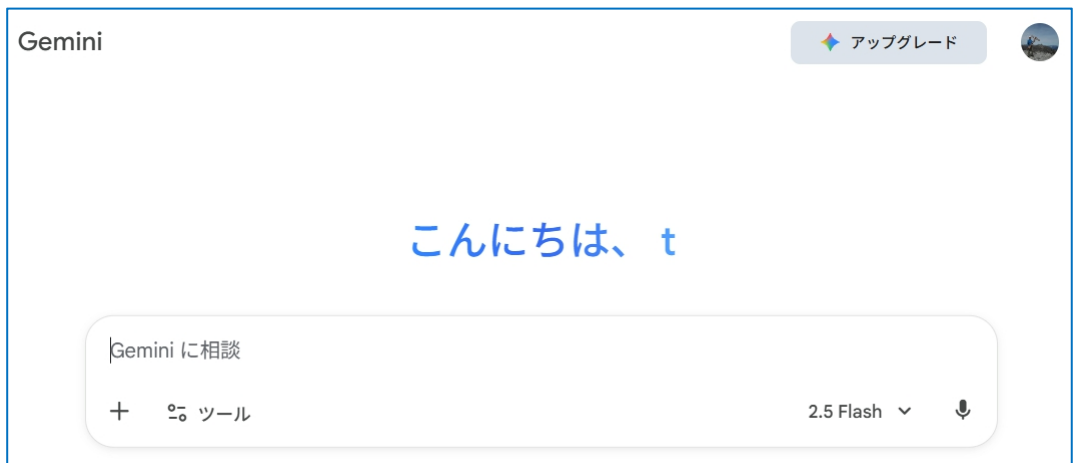 Gemini
アップグレード
こんにちは、 t
Gemini に相談
ツール
2.5 Flash